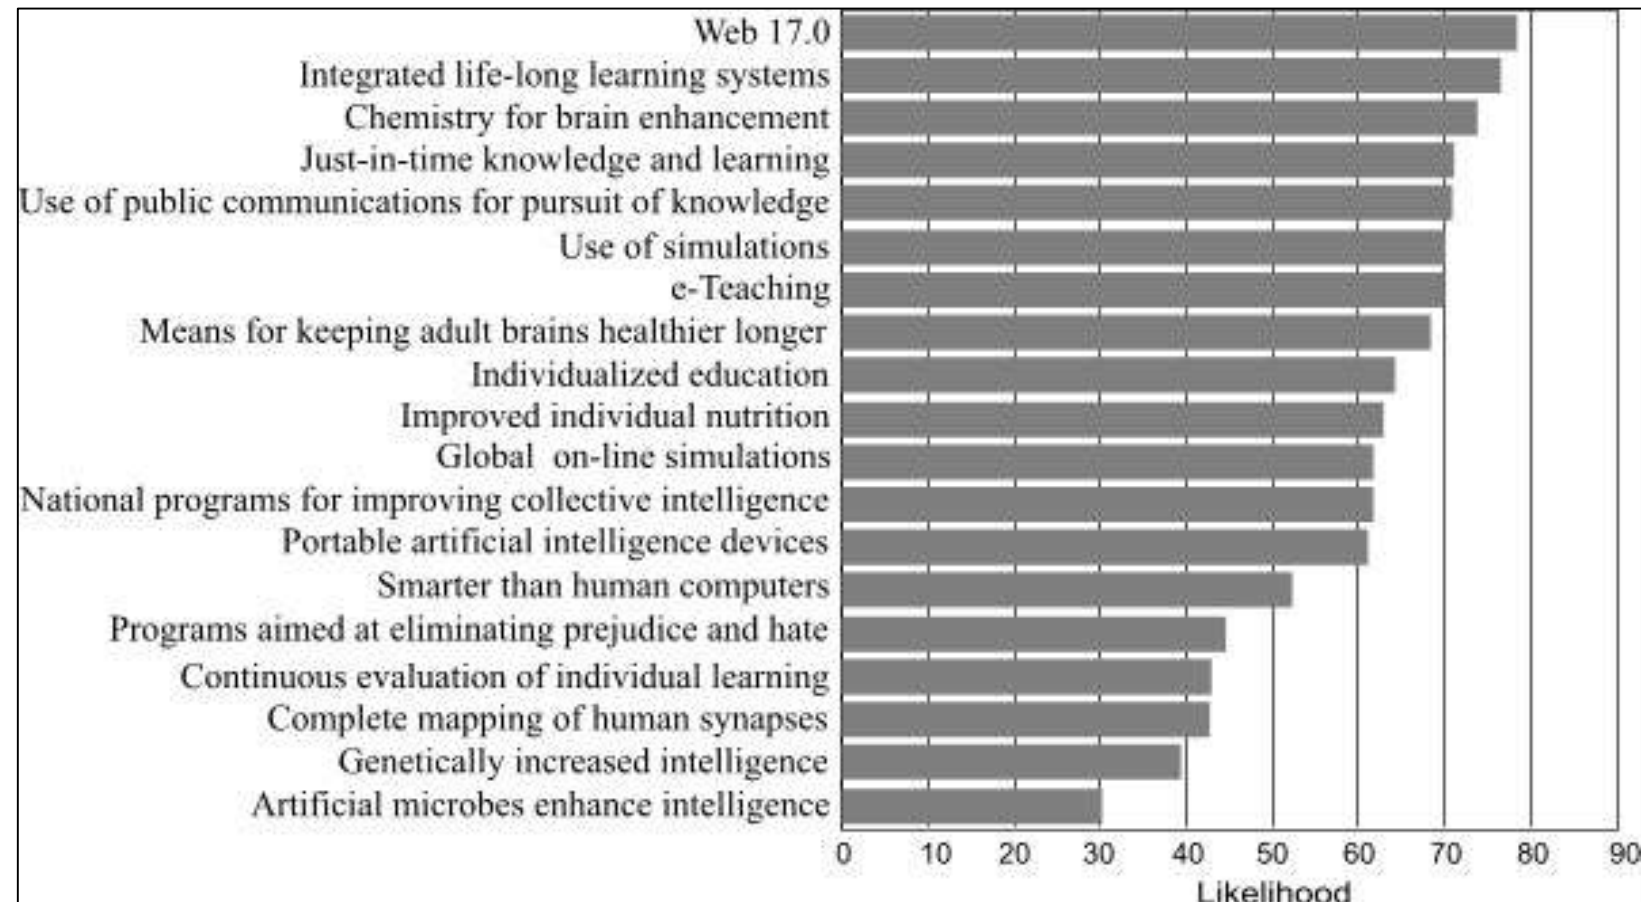 Web 17.0
Integrated life-long learning systems
Chemistry for brain enhancement
Just-in-time knowledge and learning
Use of public communications for pursuit of knowledge
Use of simulations
e-Teaching
Means for keeping adult brains healthier longer
Individualized education
Improved individual nutrition
Global on-line simulations
National programs for improving collective intelligence
Portable artificial intelligence devices
Smarter than human computers
Programs aimed at eliminating prejudice and hate
Continuous evaluation of individual learning
Complete mapping of human synapses
Genetically increased intelligence
Artificial microbes enhance intelligence
0 10 20 30 40 50 60 70 80 90
Likelihood